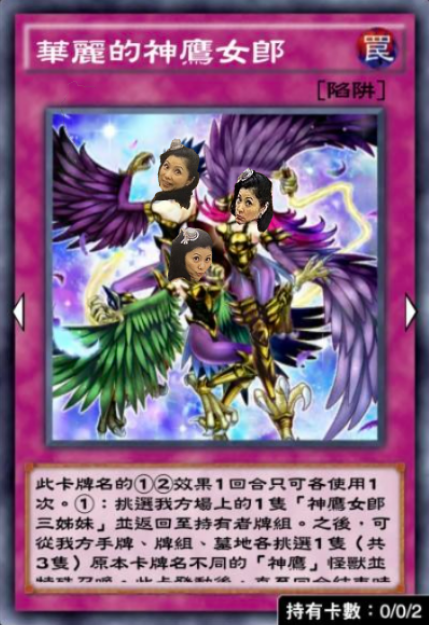 華麗的神鷹女郎
罠
[陷阱]
此卡牌名的①②效果1回合只可各使用1
次。①：挑選我方場上的1隻「神鷹女郎
三姊妹」並返回至持有者牌組。之後，可
從我方手牌、牌組、墓地各挑選1隻（共
3隻）原本卡牌名不同的「神鷹」怪獸並
持有卡數：0/0/2